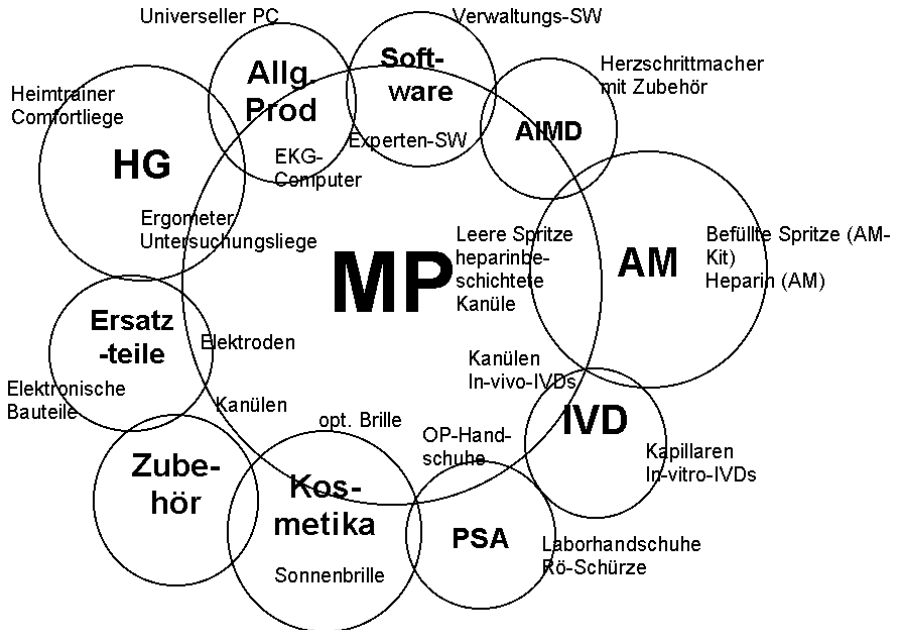 Universeller PC
Verwaltungs-SW
Allg.
Prod
Soft-
ware
Herzschrittmacher
mit Zubehör
Heimtrainer
Comfortliege
AIMD
HG
Experten-SW
EKG-
Computer
Ergometer
Untersuchungsliege
MP
Leere Spritze
heparinbe-
schichtete
Kanüle
AM
Befüllte Spritze (AM-
Kit)
Heparin (AM)
Ersatz
-teile
Elektroden
Kanülen
In-vivo-IVDs
Elektronische
Bauteile
Kanülen
opt. Brille
OP-Hand-
schuhe
IVD
Kapillaren
In-vitro-IVDs
Zube-
hör
Kos-
metika
PSA
Laborhandschuhe
Rö-Schürze
Sonnenbrille